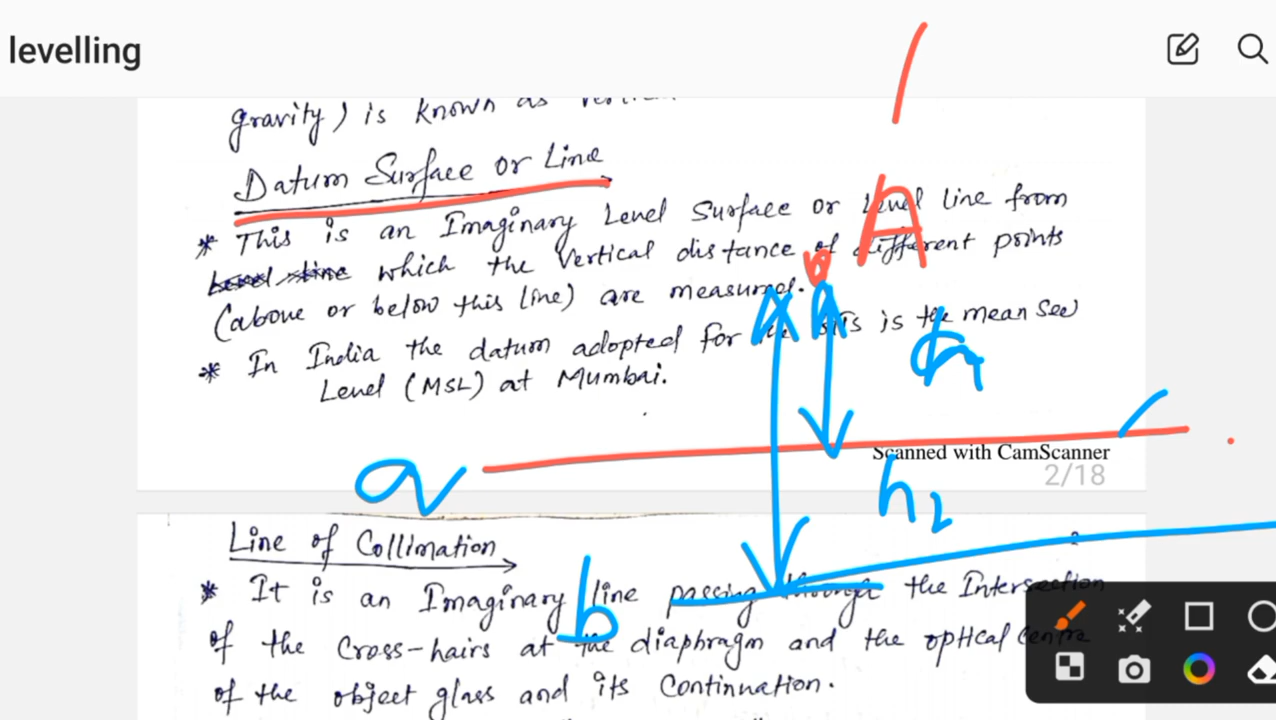 levelling
gravity) is known as
Datum Surface or Line
* This is an Imaginary Level Surface or Level line from
which the Vertical distance of different points
(above or below this line) are measured.
* In India the datum adopted for the is the mean See
Level (MSL) at Mumbai.
A
h
a
h2
b
Scanned with CamScanner
2/18
Line of Collimation
* It is an Imaginary line passing through the Intersection
of the Cross-hairs at the diaphragm and the optical Centre
of the object glass and its Continuation.